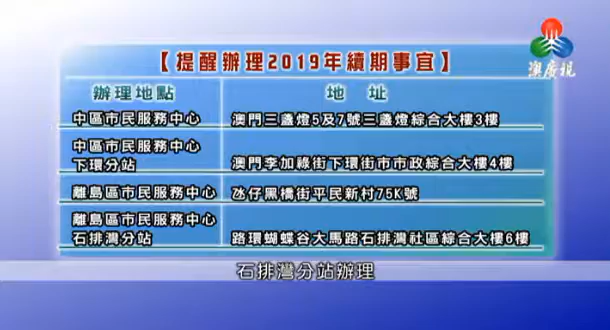 【提醒辦理2019年續期事宜】
澳廣視
辦理地點 地 址
中區市民服務中心 澳門三盞燈5及7號三盞燈綜合大樓3樓
中區市民服務中心
下環分站 澳門李加祿街下環街市市政綜合大樓4樓
離島區市民服務中心 氹仔黑橋街平民新村75K號
離島區市民服務中心
石排灣分站 路環蝴蝶谷大馬路石排灣社區綜合大樓6樓
石排灣分站辦理